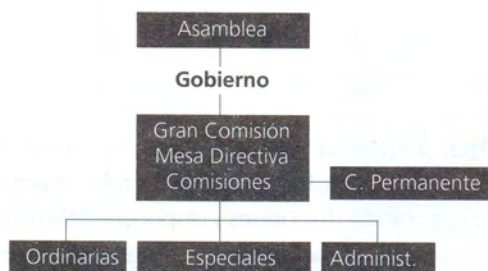 Asamblea
Gobierno
Gran Comisión
Mesa Directiva
Comisiones
C. Permanente
Ordinarias
Especiales
Administ.